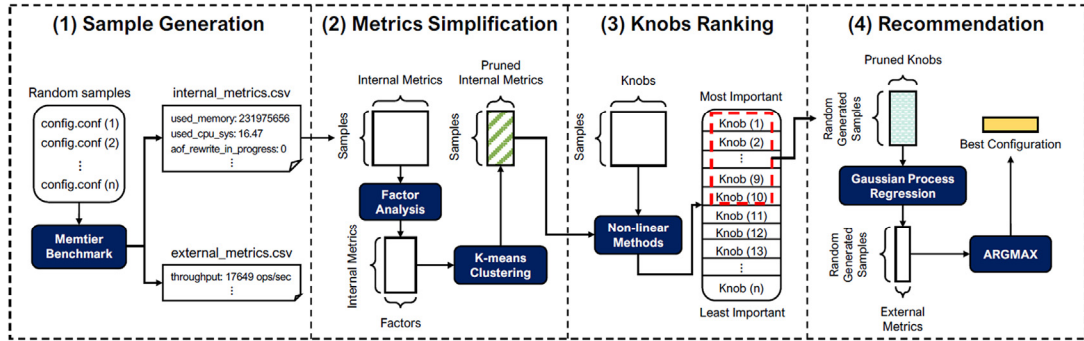 (1) Sample Generation
Random samples
config.conf (1)
config.conf (2)
⋮
config.conf (n)
Memtier
Benchmark
internal_metrics.csv
used_memory: 231975656
used_cpu_sys: 16.47
aof_rewrite_in_progress: 0
⋮
external_metrics.csv
throughput: 17649 ops/sec
⋮
(2) Metrics Simplification
Internal Metrics
Samples
Factor
Analysis
Internal Metrics
Factors
Pruned
Internal Metrics
Samples
K-means
Clustering
(3) Knobs Ranking
Knobs
Samples
Non-linear
Methods
Most Important
Knob (1)
Knob (2)
⋮
Knob (9)
Knob (10)
Knob (11)
Knob (12)
Knob (13)
⋮
Knob (n)
Least Important
(4) Recommendation
Pruned Knobs
Random
Generated
Samples
Gaussian Process
Regression
Random
Generated
Samples
External
Metrics
Best Configuration
ARGMAX